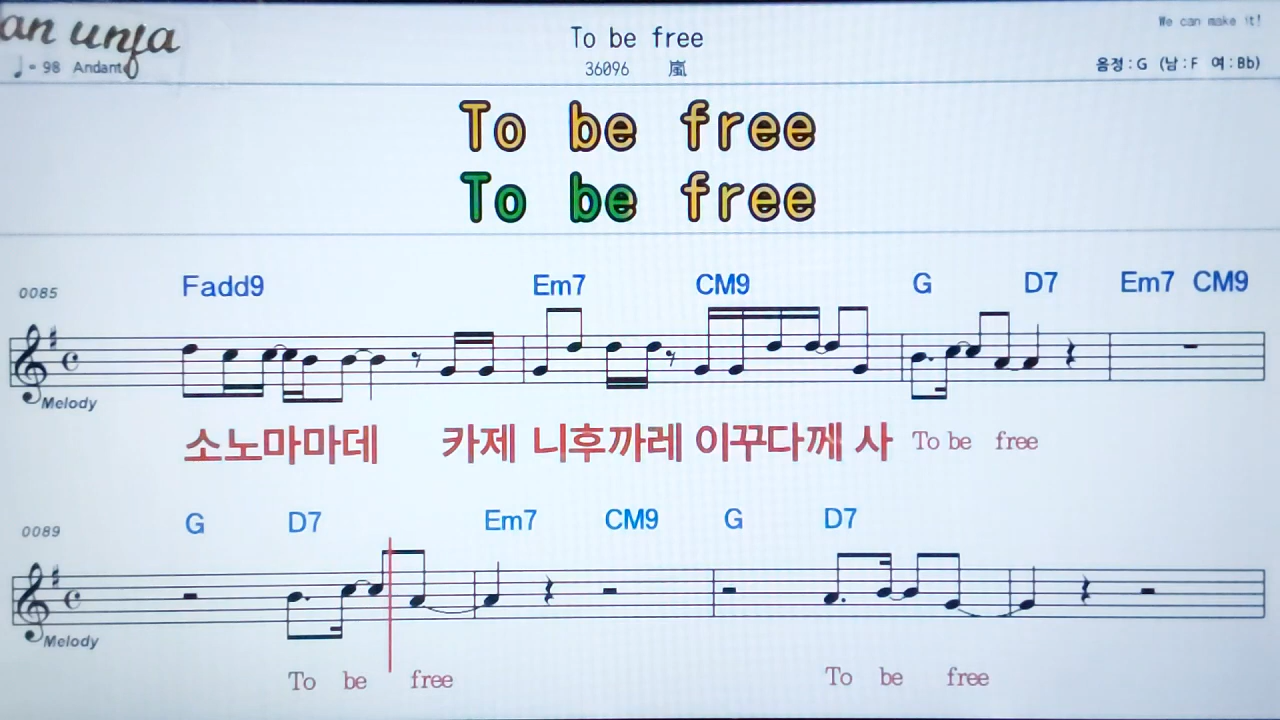 an unja
♩= 98 Andante
To be free
36096 嵐
We can make it!
음정:G (남:F 여:Bb)
To be free
To be free
0085
Fadd9 Em7 CM9 G D7 Em7 CM9
Melody
소노마마데 카제 니후까레 이꾸다께 사 To be free
0089
G D7 Em7 CM9 G D7
Melody
To be free To be free